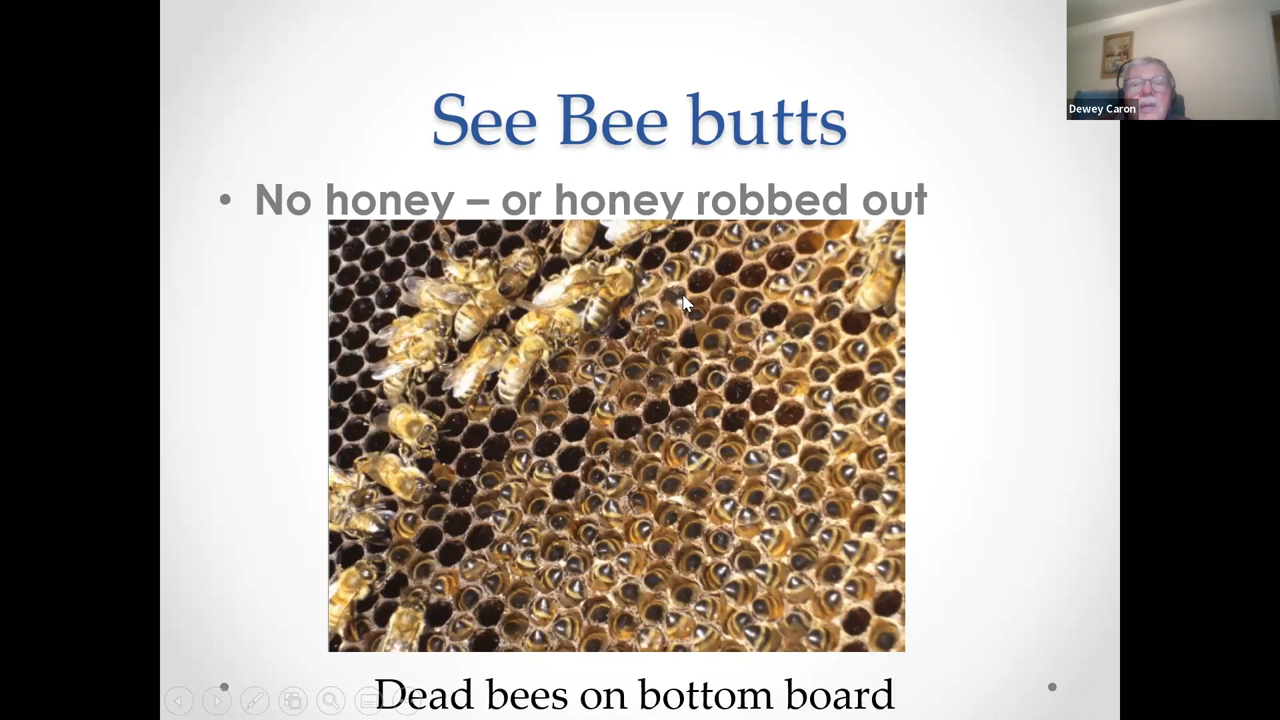 See Bee butts
Dewey Caron
• No honey – or honey robbed out
Dead bees on bottom board